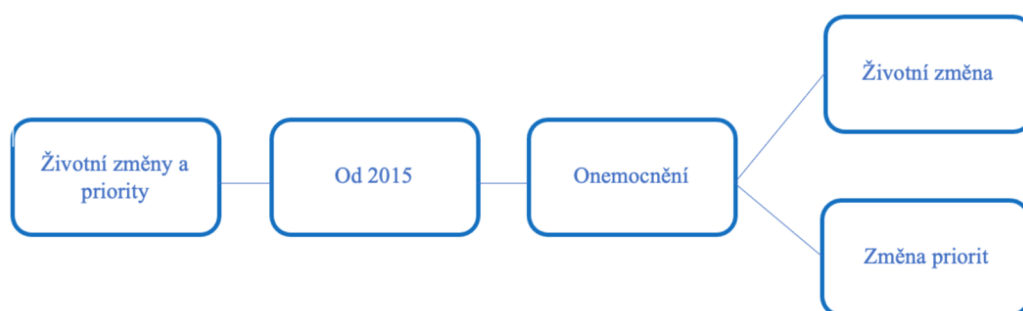 Životní změna
Životní změny a
priority
Od 2015
Onemocnění
Změna priorit